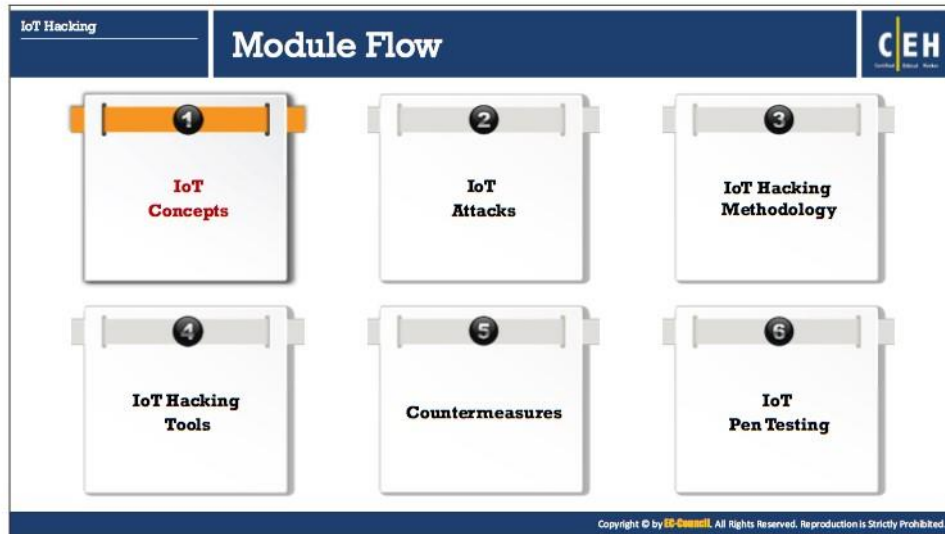 IoT Hacking
Module Flow
CEH
1
IoT
Concepts
2
IoT
Attacks
3
IoT Hacking
Methodology
4
IoT Hacking
Tools
5
Countermeasures
6
IoT
Pen Testing
Copyright © by EC-Council. All Rights Reserved. Reproduction is Strictly Prohibited.